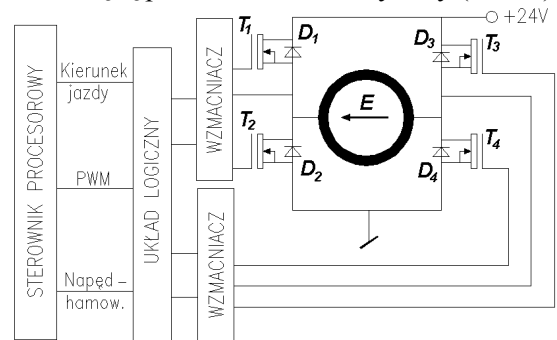 +24V
T1
D1
D3
T3
Kierunek
jazdy
E
T2
T4
D2
D4
PWM
Napęd –
hamow.
STEROWNIK PROCESOROWY
UKŁAD LOGICZNY
WZMACNIACZ
WZMACNIACZ